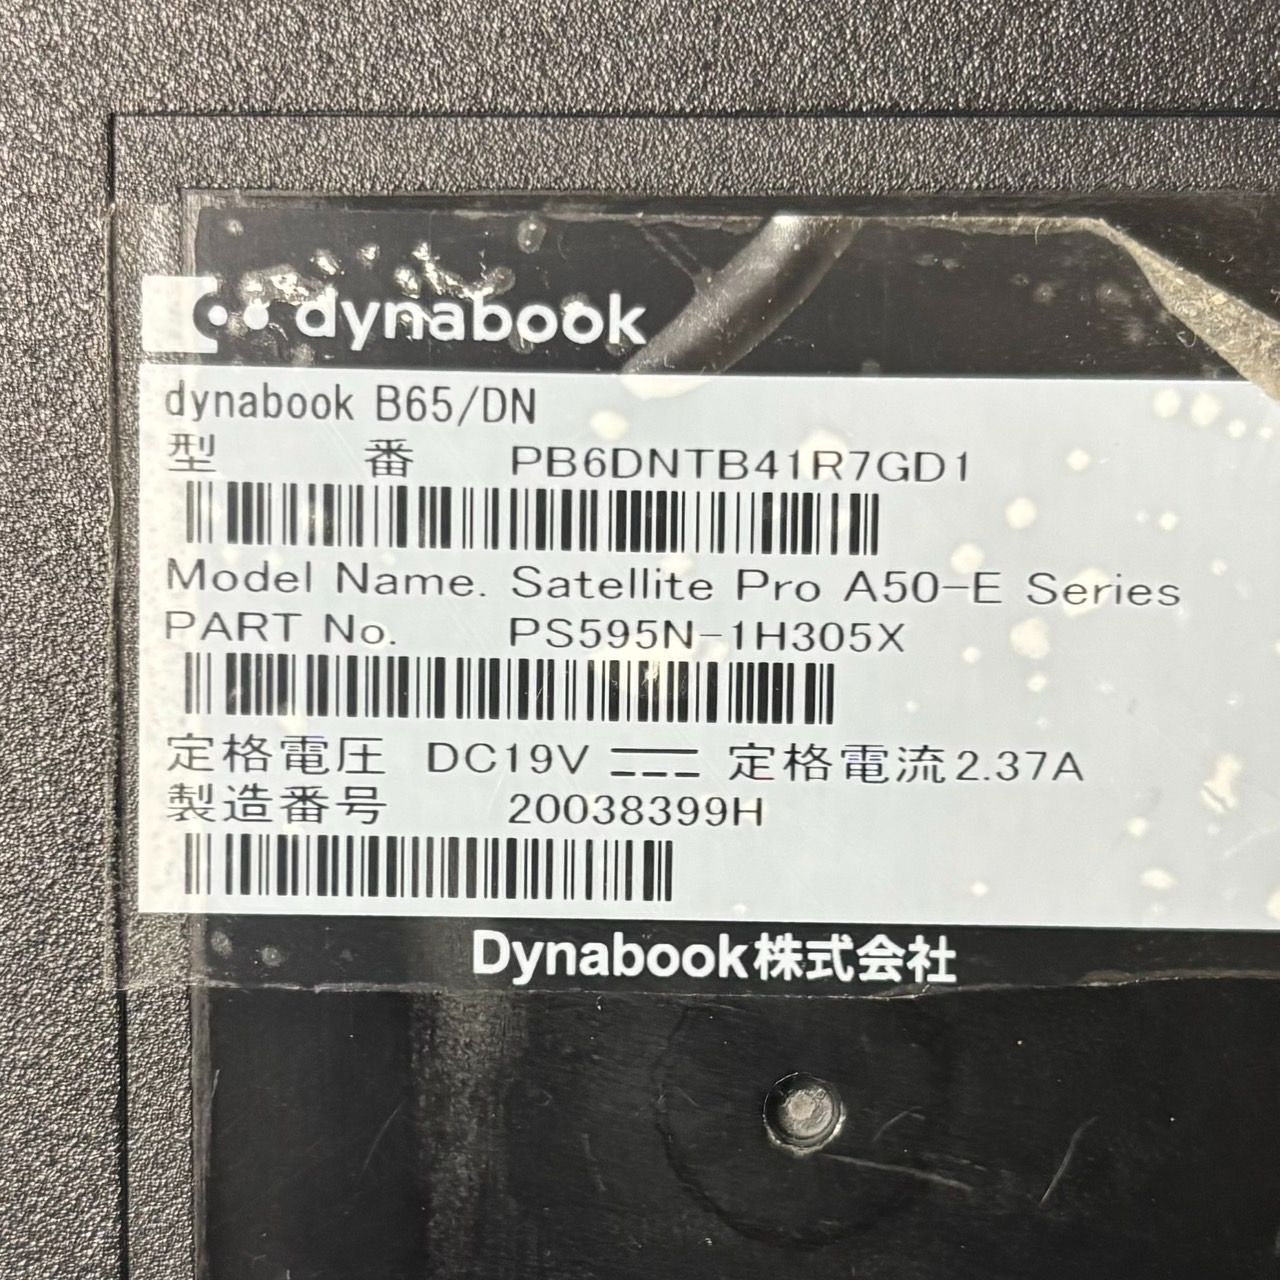 dynabook
dynabook B65/DN
型 番 PB6DNTB41R7GD1
Model Name. Satellite Pro A50-E Series
PART No. PS595N-1H305X
定格電圧 DC19V 定格電流2.37A
製造番号 20038399H
Dynabook株式会社